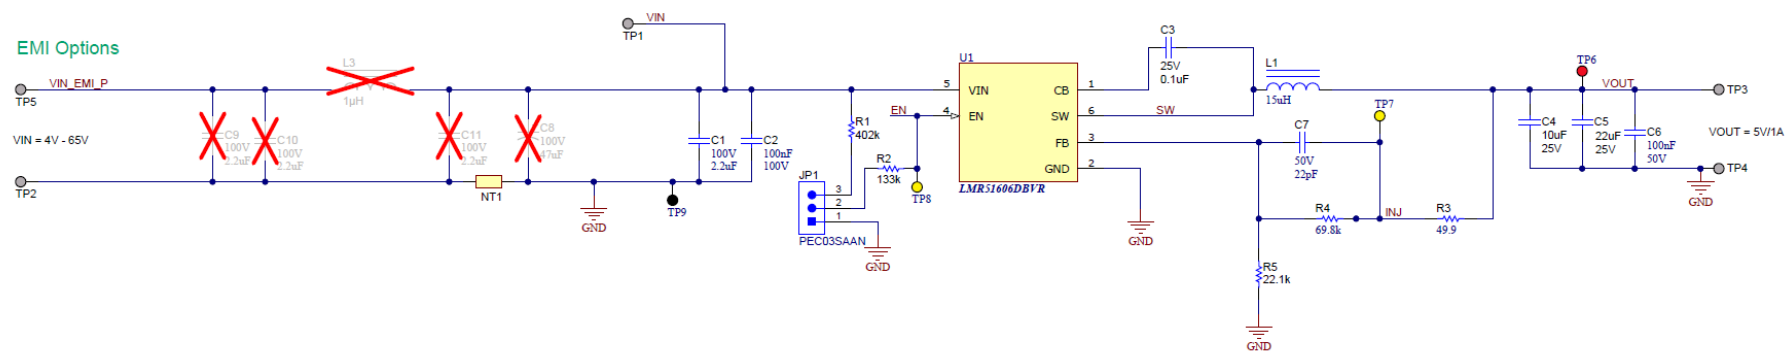 EMI Options
VIN
TP1
VIN_EMI_P
TP5
VIN = 4V - 65V
TP2
L3
1µH
C9
100V
2.2uF
C10
100V
2.2uF
C11
100V
2.2uF
C8
100V
47uF
NT1
GND
TP9
C1
100V
2.2uF
C2
100nF
100V
R1
402k
R2
133k
JP1
3
2
1
PEC03SAAN
GND
EN
TP8
U1
5
VIN
4
EN
CB
1
SW
6
FB
3
GND
2
LMR51606DBVR
GND
C3
25V
0.1uF
SW
L1
15uH
C7
50V
22pF
TP7
R4
69.8k
INJ
R3
49.9
R5
22.1k
GND
TP6
VOUT
C4
10uF
25V
C5
22uF
25V
C6
100nF
50V
TP3
VOUT = 5V/1A
TP4
GND